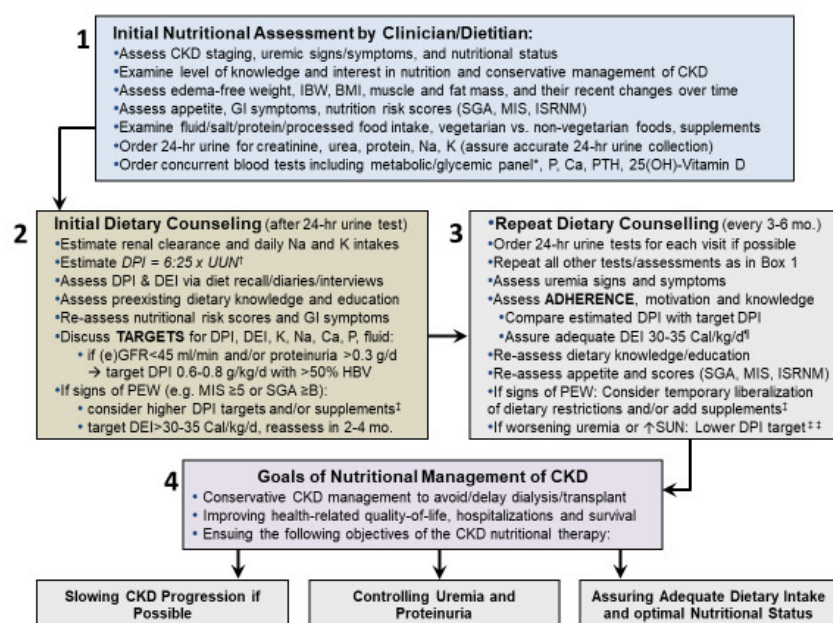 1
Initial Nutritional Assessment by Clinician/Dietitian:
•Assess CKD staging, uremic signs/symptoms, and nutritional status
•Examine level of knowledge and interest in nutrition and conservative management of CKD
•Assess edema-free weight, IBW, BMI, muscle and fat mass, and their recent changes over time
•Assess appetite, GI symptoms, nutrition risk scores (SGA, MIS, ISRNM)
•Examine fluid/salt/protein/processed food intake, vegetarian vs. non-vegetarian foods, supplements
•Order 24-hr urine for creatinine, urea, protein, Na, K (assure accurate 24-hr urine collection)
•Order concurrent blood tests including metabolic/glycemic panel*, P, Ca, PTH, 25(OH)-Vitamin D
2
Initial Dietary Counseling (after 24-hr urine test)
•Estimate renal clearance and daily Na and K intakes
•Estimate DPI = 6:25 x UUN†
•Assess DPI & DEI via diet recall/diaries/interviews
•Assess preexisting dietary knowledge and education
•Re-assess nutritional risk scores and GI symptoms
•Discuss TARGETS for DPI, DEI, K, Na, Ca, P, fluid:
• if (e)GFR<45 ml/min and/or proteinuria >0.3 g/d
→ target DPI 0.6-0.8 g/kg/d with >50% HBV
•If signs of PEW (e.g. MIS ≥5 or SGA ≥B):
• consider higher DPI targets and/or supplements‡
• target DEI>30-35 Cal/kg/d, reassess in 2-4 mo.
3
•Repeat Dietary Counselling (every 3-6 mo.)
•Order 24-hr urine tests for each visit if possible
•Repeat all other tests/assessments as in Box 1
•Assess uremia signs and symptoms
•Assess ADHERENCE, motivation and knowledge
•Compare estimated DPI with target DPI
•Assure adequate DEI 30-35 Cal/kg/d¶
•Re-assess dietary knowledge/education
•Re-assess appetite and scores (SGA, MIS, ISRNM)
•If signs of PEW: Consider temporary liberalization
of dietary restrictions and/or add supplements‡
•If worsening uremia or ↑SUN: Lower DPI target‡‡
4
Goals of Nutritional Management of CKD
• Conservative CKD management to avoid/delay dialysis/transplant
• Improving health-related quality-of-life, hospitalizations and survival
• Ensuing the following objectives of the CKD nutritional therapy:
Slowing CKD Progression if
Possible
Controlling Uremia and
Proteinuria
Assuring Adequate Dietary Intake
and optimal Nutritional Status